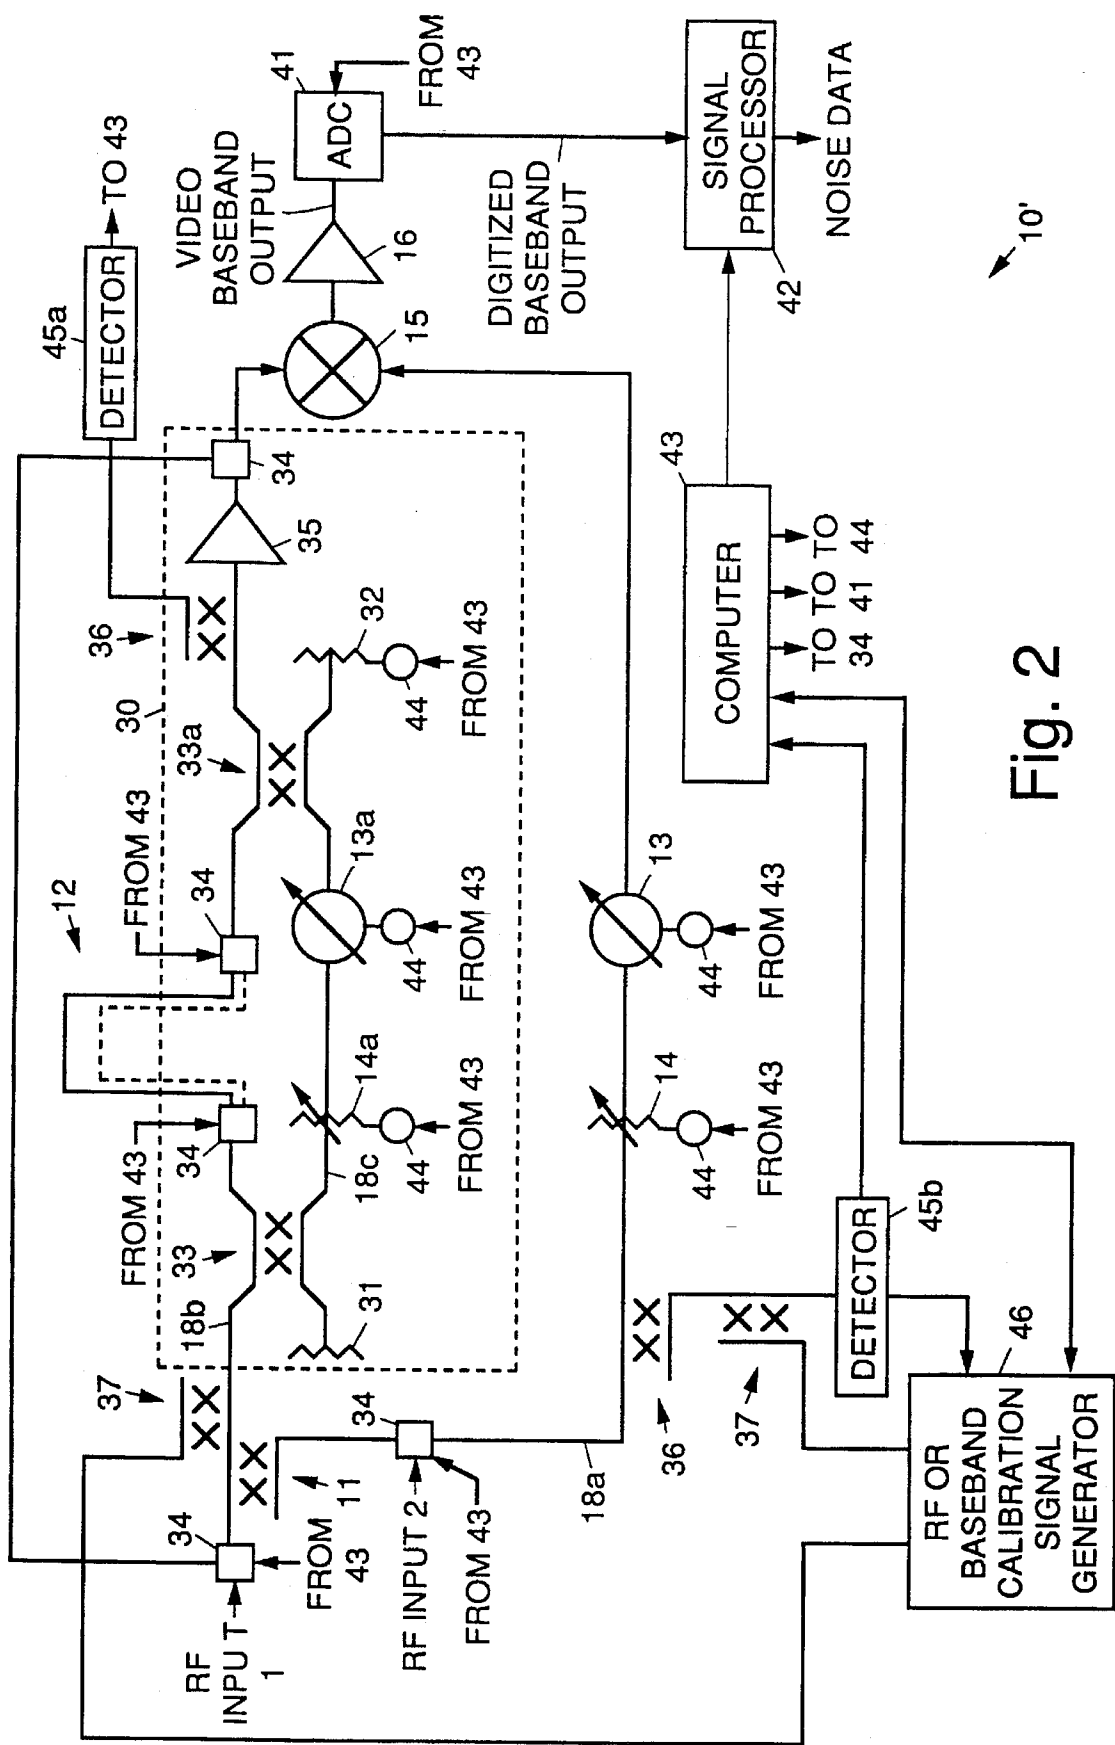 45a
DETECTOR
TO 43
VIDEO
BASEBAND
OUTPUT
41
ADC
FROM
43
16
15
DIGITIZED
BASEBAND
OUTPUT
SIGNAL
PROCESSOR
42
NOISE DATA
10'
12
FROM 43
34
FROM 43
34
30
36
33a
35
34
32
44
FROM 43
13a
44
FROM 43
14a
44
FROM 43
18c
33
18b
31
37
34
RF
INPUT
1
FROM
43
11
34
RF INPUT 2
FROM 43
18a
13
44
FROM 43
14
44
FROM 43
36
37
DETECTOR
45b
46
RF OR
BASEBAND
CALIBRATION
SIGNAL
GENERATOR
43
COMPUTER
TO TO TO
34 41 44
Fig. 2